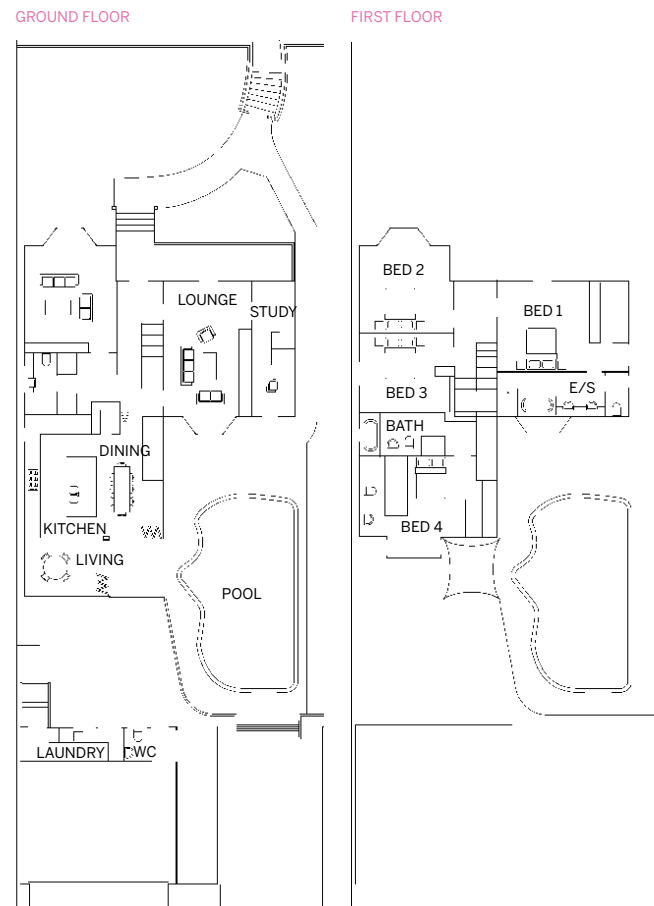 GROUND FLOOR
FIRST FLOOR
BED 2
LOUNGE
STUDY
BED 1
E/S
BED 3
BATH
DINING
KITCHEN
BED 4
LIVING
POOL
LAUNDRY
WC